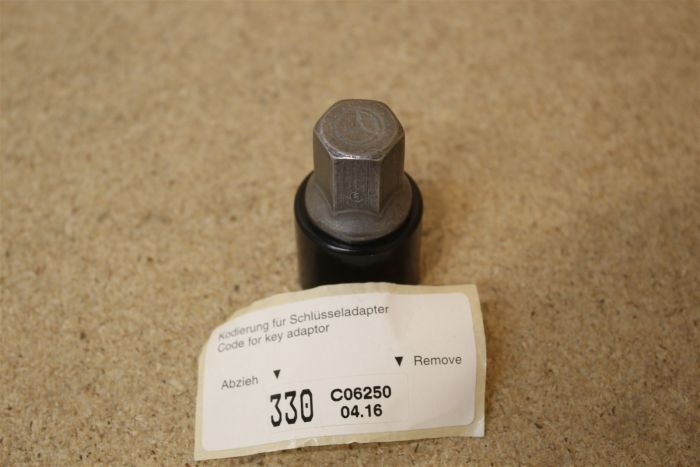 Kodierung für Schlüsseladapter
Code for key adaptor
Abzieh ▼ ▼ Remove
330 C06250
04.16